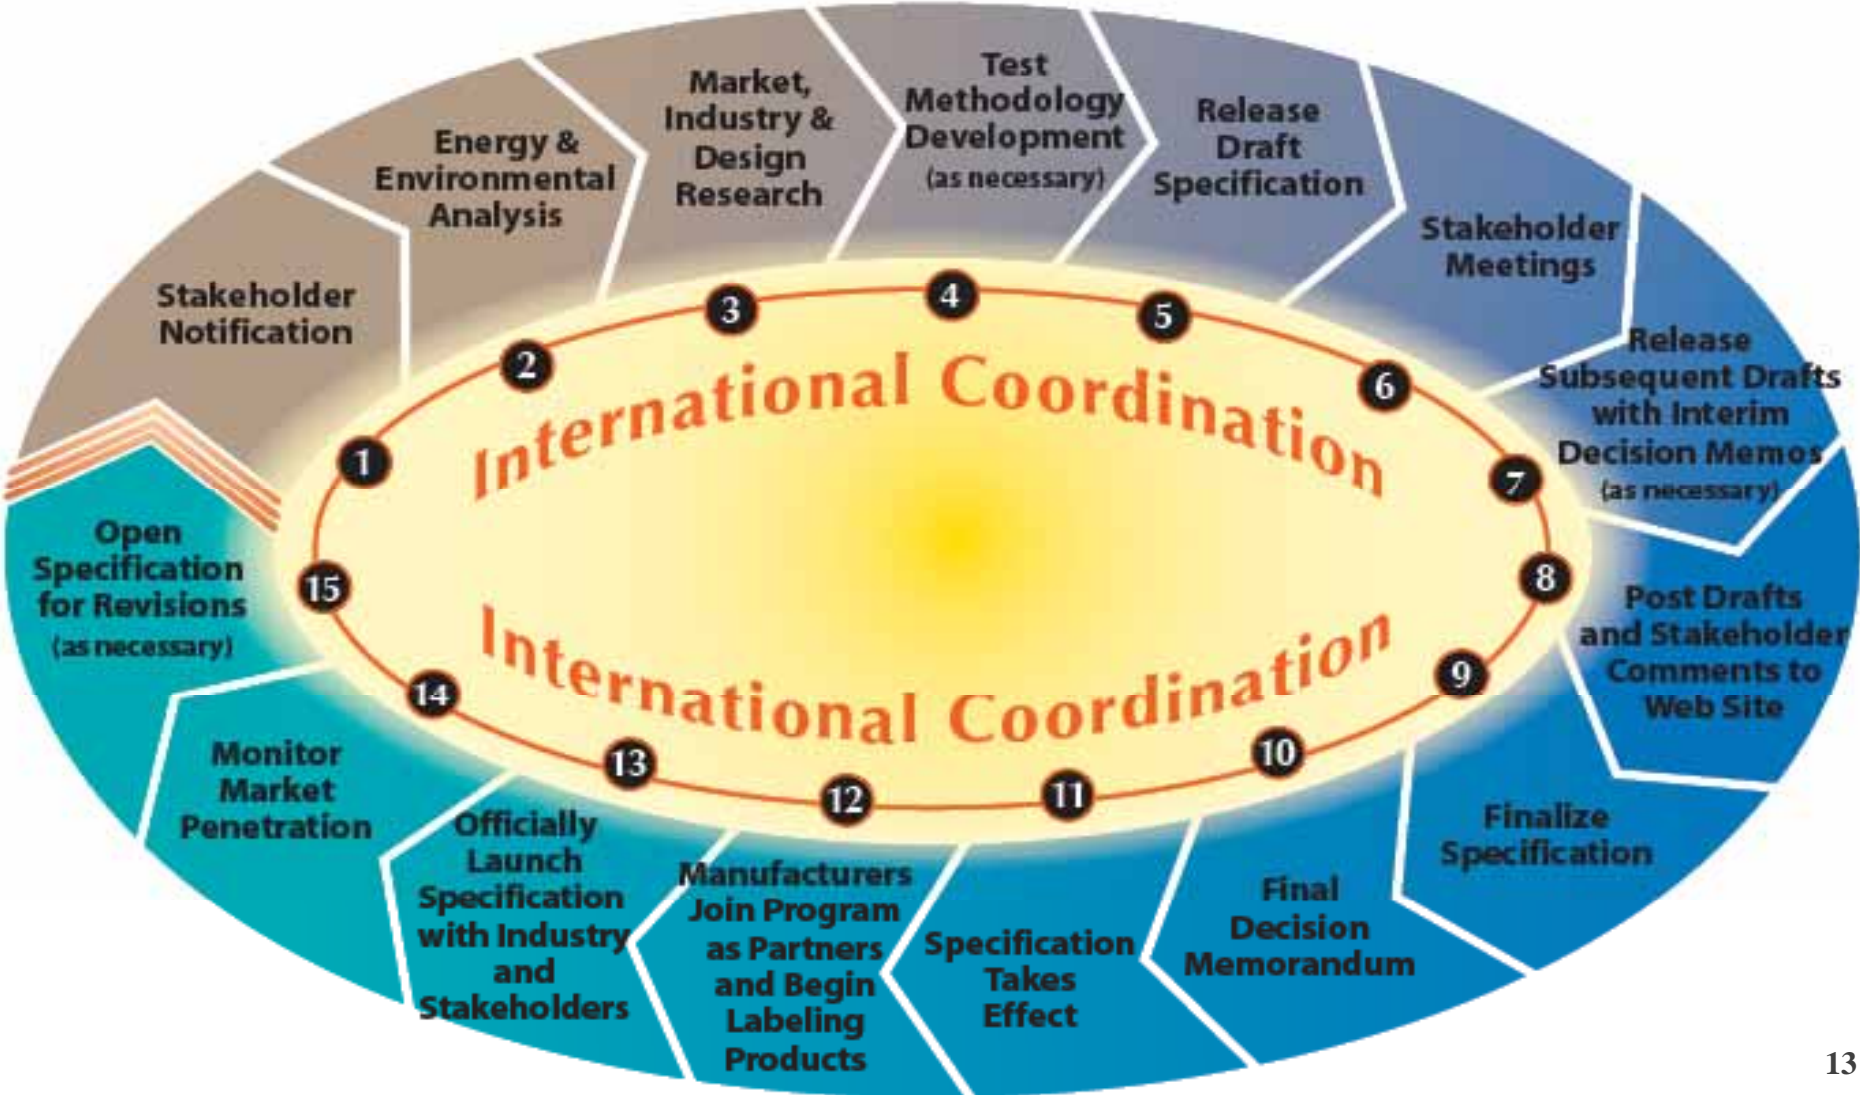 Stakeholder
Notification
1
Energy &
Environmental
Analysis
2
Market,
Industry &
Design
Research
3
Test
Methodology
Development
(as necessary)
4
Release
Draft
Specification
5
Stakeholder
Meetings
6
Release
Subsequent Drafts
with Interim
Decision Memos
(as necessary)
7
Post Drafts
and Stakeholder
Comments to
Web Site
8
Finalize
Specification
9
Final
Decision
Memorandum
10
Specification
Takes
Effect
11
Manufacturers
Join Program
as Partners
and Begin
Labeling
Products
12
Officially
Launch
Specification
with Industry
and
Stakeholders
13
Monitor
Market
Penetration
14
Open
Specification
for Revisions
(as necessary)
15
International Coordination
International Coordination
13